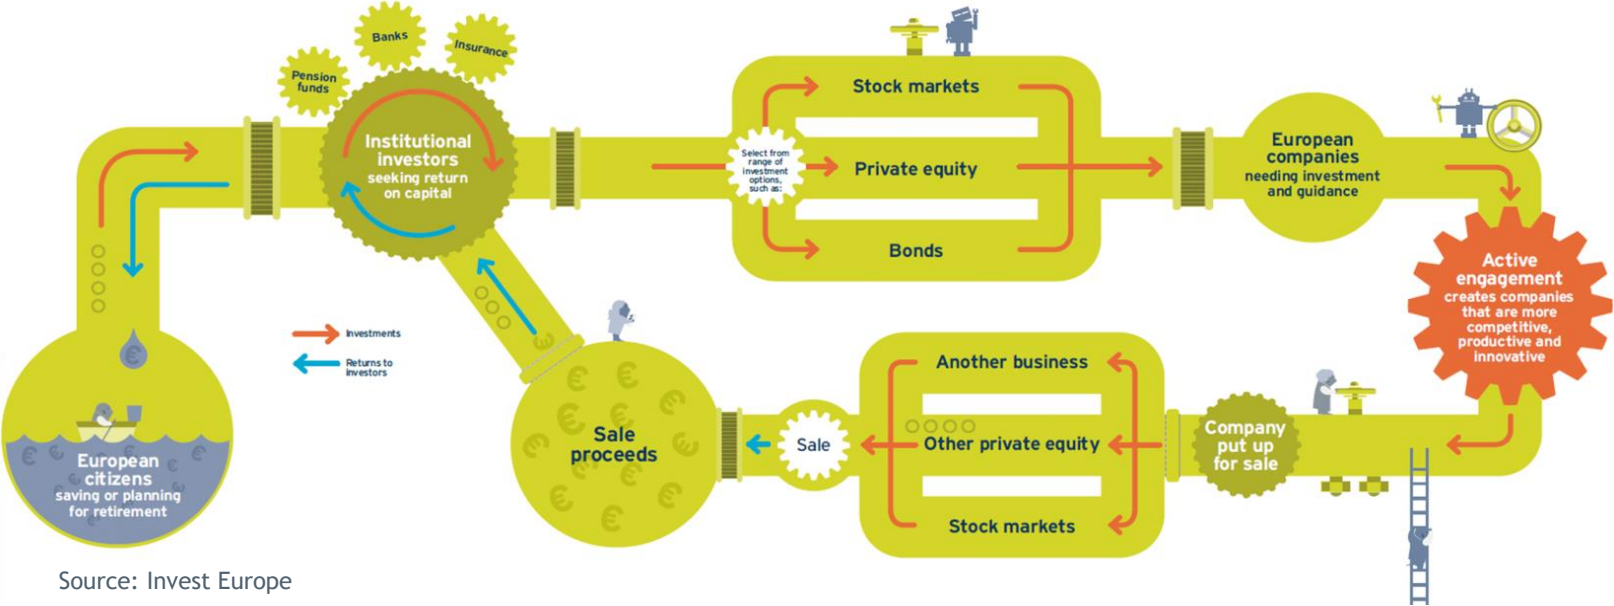 Banks
Insurance
Pension
funds
Institutional
investors
seeking return
on capital
Select from
range of
investment
options,
such as:
Stock markets
Private equity
Bonds
European
companies
needing investment
and guidance
Active
engagement
creates companies
that are more
competitive,
productive and
innovative
Company
put up
for sale
Another business
Other private equity
Stock markets
Sale
Sale
proceeds
Investments
Returns to
investors
European
citizens
saving or planning
for retirement
Source: Invest Europe